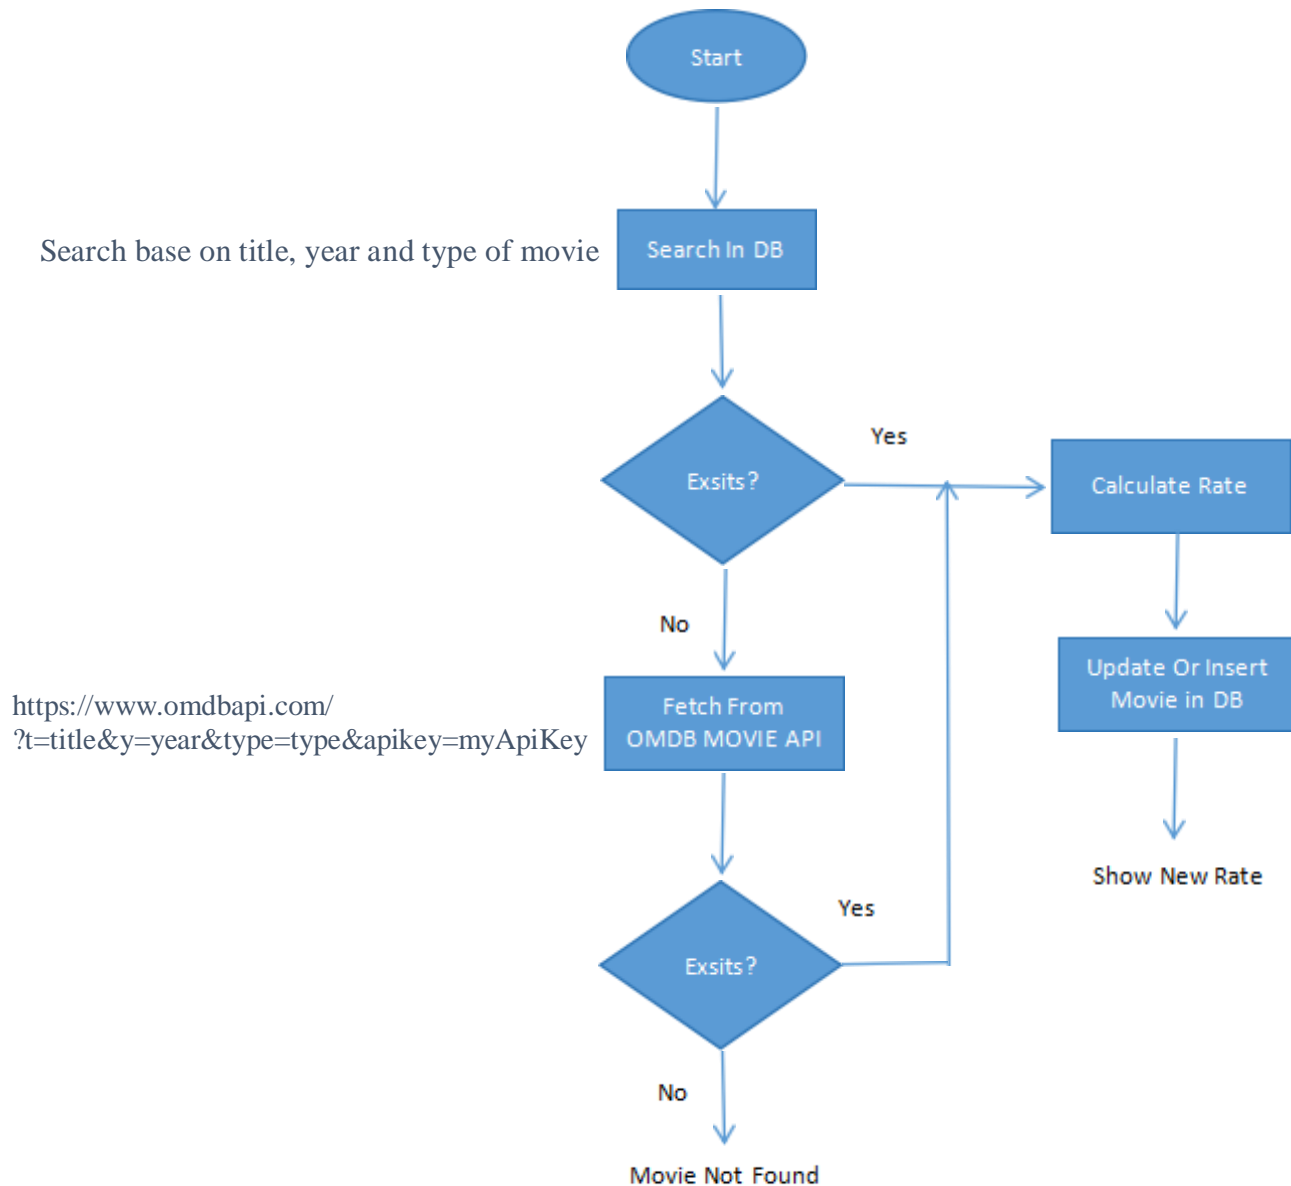 Start
Search base on title, year and type of movie
Search In DB
Yes
Exsits?
Calculate Rate
No
Update Or Insert
Movie in DB
https://www.omdbapi.com/
?t=title&y=year&type=type&apikey=myApiKey
Fetch From
OMDB MOVIE API
Show New Rate
Yes
Exsits?
No
Movie Not Found